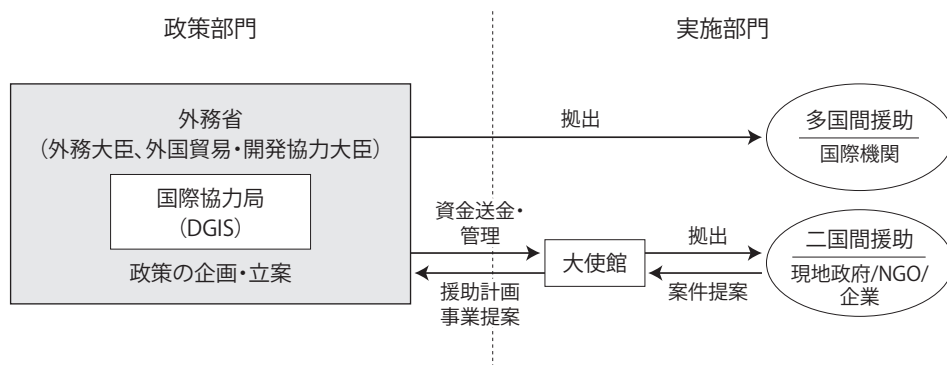 政策部門
実施部門
外務省
（外務大臣、外国貿易・開発協力大臣）
国際協力局
（DGIS）
政策の企画・立案
拠出
多国間援助
国際機関
資金送金・
管理
援助計画
事業提案
大使館
拠出
案件提案
二国間援助
現地政府/NGO/
企業